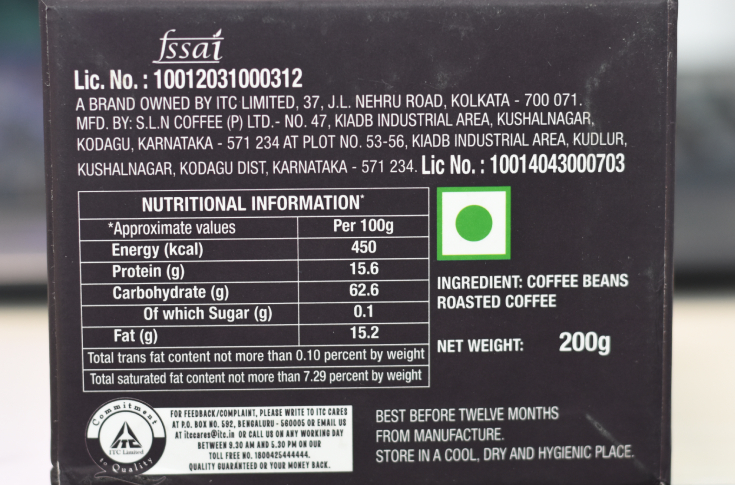 fssai
Lic. No. : 10012031000312
A BRAND OWNED BY ITC LIMITED, 37, J.L. NEHRU ROAD, KOLKATA - 700 071.
MFD. BY: S.L.N COFFEE (P) LTD.- NO. 47, KIADB INDUSTRIAL AREA, KUSHALNAGAR,
KODAGU, KARNATAKA - 571 234 AT PLOT NO. 53-56, KIADB INDUSTRIAL AREA, KUDLUR,
KUSHALNAGAR, KODAGU DIST, KARNATAKA - 571 234. Lic No. : 10014043000703
NUTRITIONAL INFORMATION*
*Approximate values Per 100g
Energy (kcal) 450
Protein (g) 15.6
Carbohydrate (g) 62.6
Of which Sugar (g) 0.1
Fat (g) 15.2
Total trans fat content not more than 0.10 percent by weight
Total saturated fat content not more than 7.29 percent by weight
INGREDIENT: COFFEE BEANS
ROASTED COFFEE
NET WEIGHT: 200g
Commitment
ITC Limited
to Quality
FOR FEEDBACK/COMPLAINT, PLEASE WRITE TO ITC CARES
AT P.O. BOX NO. 592, BENGALURU - 560005 OR EMAIL US
AT itccares@itc.in OR CALL US ON ANY WORKING DAY
BETWEEN 9.30 AM AND 5.30 PM ON OUR
TOLL FREE NO. 1800425444444.
QUALITY GUARANTEED OR YOUR MONEY BACK.
BEST BEFORE TWELVE MONTHS
FROM MANUFACTURE.
STORE IN A COOL, DRY AND HYGIENIC PLACE.